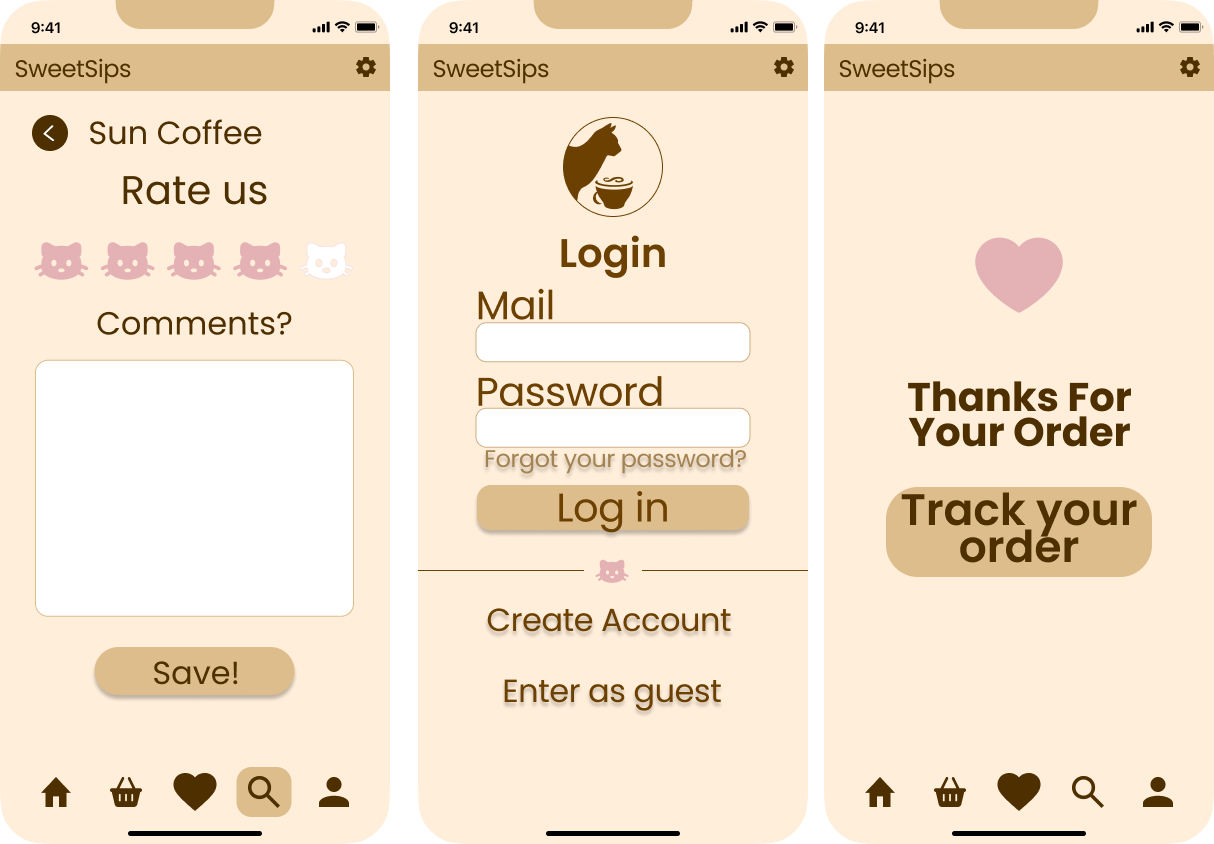 9:41
SweetSips
Sun Coffee
Rate us
Comments?
Save!
9:41
SweetSips
Login
Mail
Password
Forgot your password?
Log in
Create Account
Enter as guest
9:41
SweetSips
Thanks For
Your Order
Track your
order